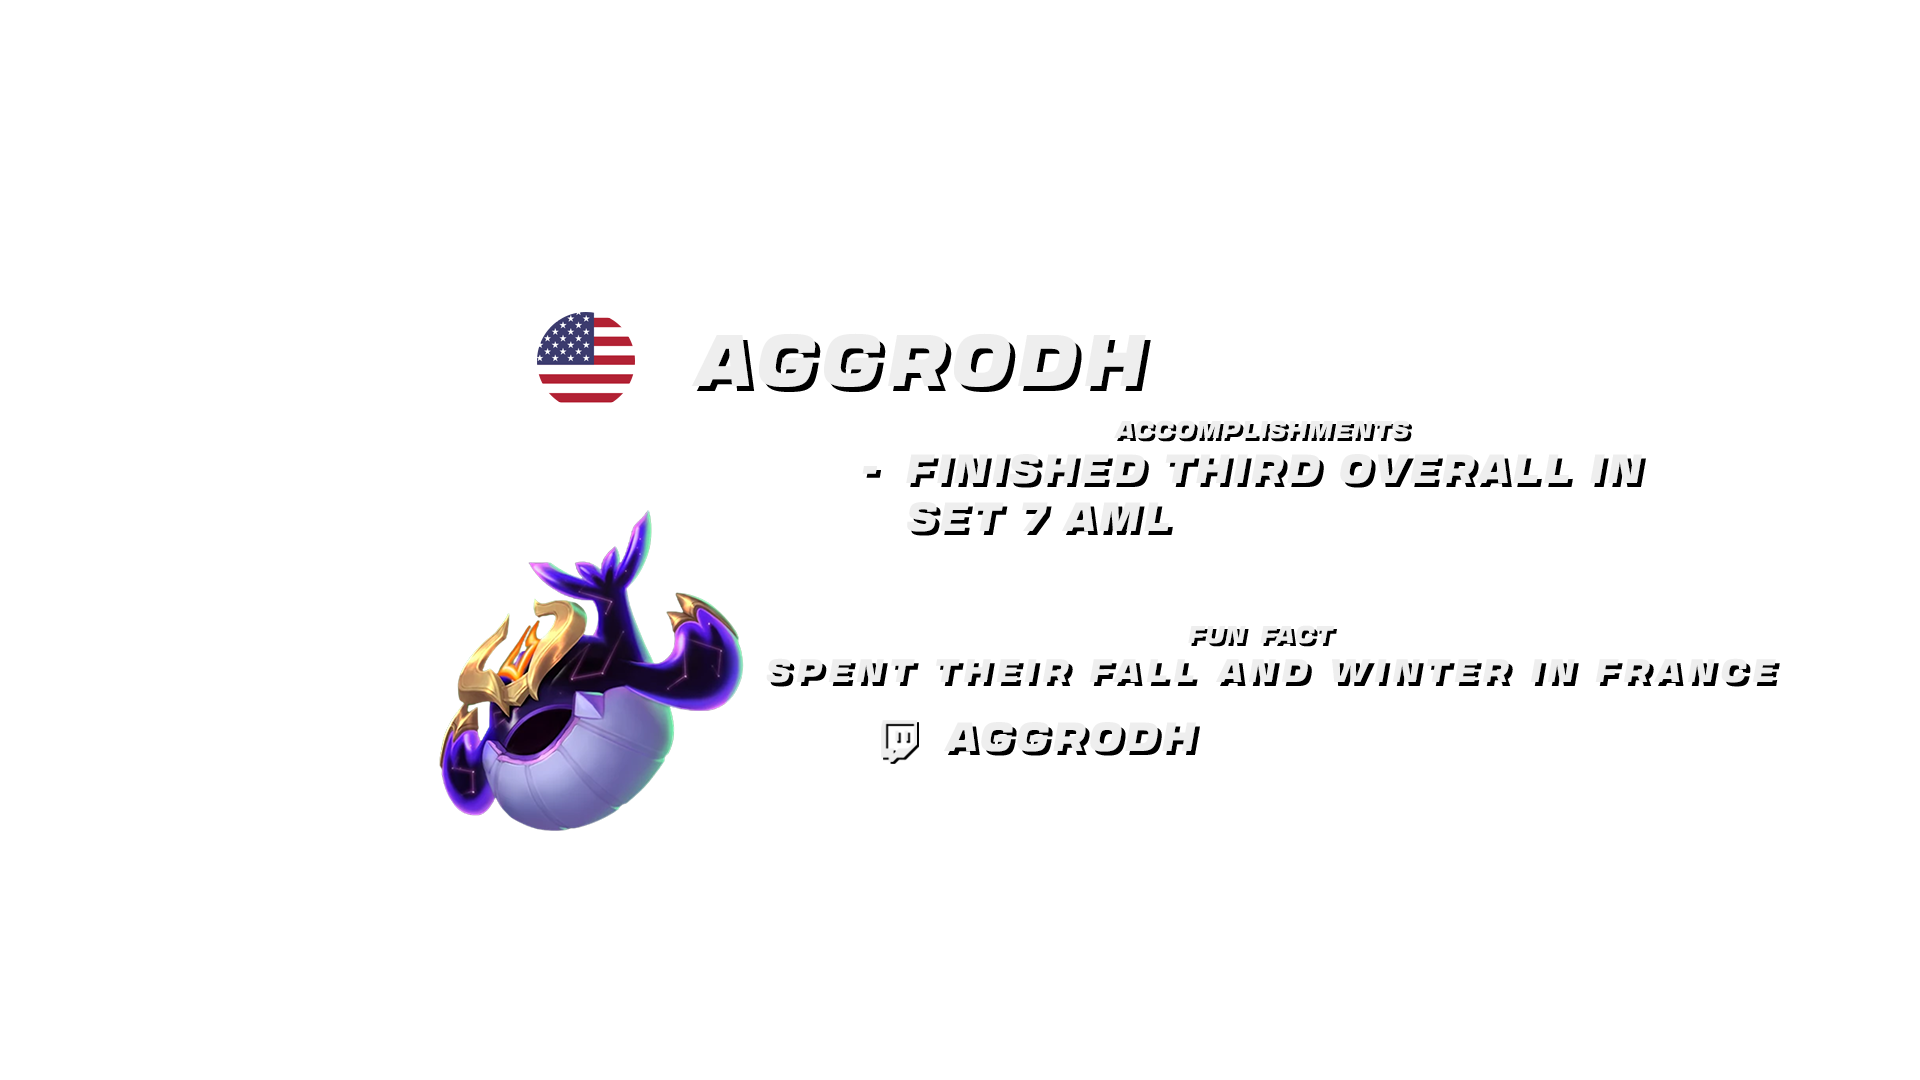 AGGRODH
ACCOMPLISHMENTS
- FINISHED THIRD OVERALL IN
SET 7 AML
FUN FACT
SPENT THEIR FALL AND WINTER IN FRANCE
AGGRODH